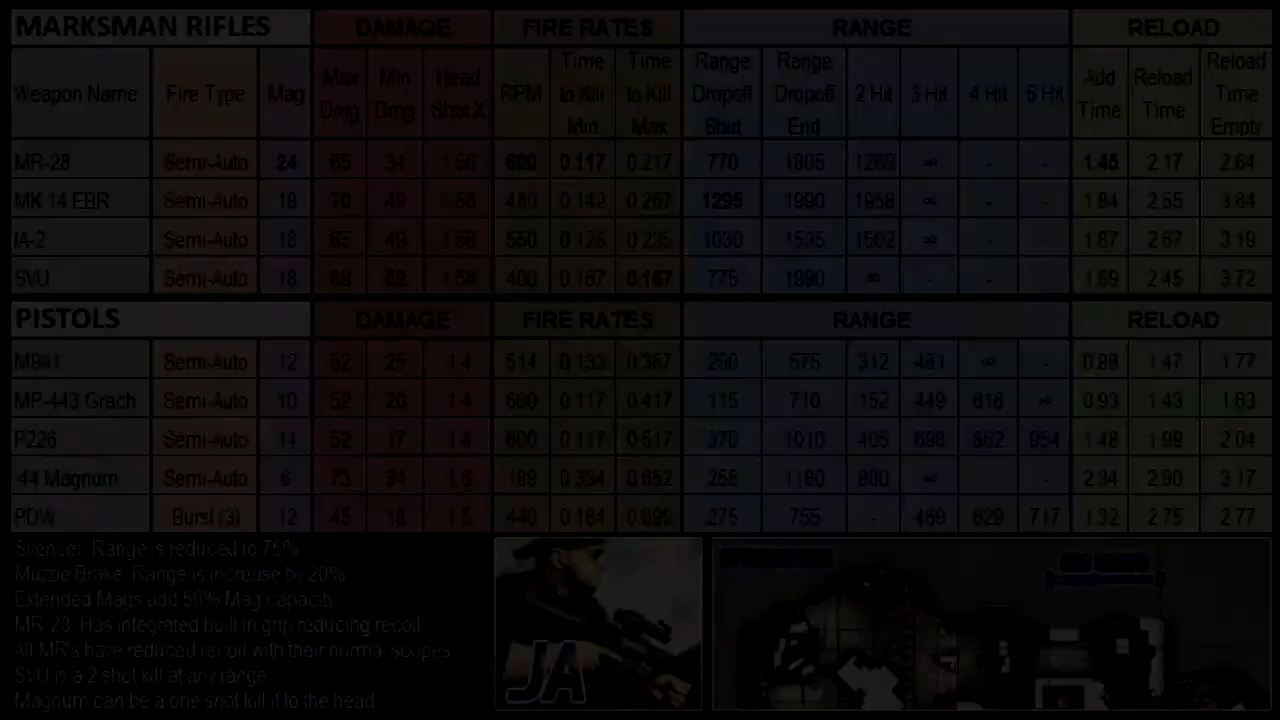 MARKSMAN RIFLES DAMAGE FIRE RATES RANGE RELOAD
Weapon Name Fire Type Mag Max Dmg Min Dmg Head Shot X RPM Time to Kill Min Time to Kill Max Range Dropoff Start Range Dropoff End 2 Hit 3 Hit 4 Hit 6 Hit Add Time Reload Time Reload Time Empty
MR-28 Semi-Auto 24 65 34 1.56 600 0.117 0.217 770 1805 1269 ∞ - - 1.45 2.17 2.64
MK 14 EBR Semi-Auto 18 70 49 1.56 480 0.142 0.267 1295 1990 1958 ∞ - - 1.84 2.55 3.64
IA-2 Semi-Auto 18 65 49 1.56 550 0.126 0.235 1030 1535 1502 ∞ - - 1.87 2.67 3.19
SVU Semi-Auto 18 68 52 1.56 400 0.167 0.167 775 1990 ∞ - - - 1.69 2.45 3.72
PISTOLS DAMAGE FIRE RATES RANGE RELOAD
M9a1 Semi-Auto 12 52 25 1.4 514 0.133 0.367 200 575 312 481 ∞ - 0.98 1.47 1.77
MP-443 Grach Semi-Auto 10 52 20 1.4 600 0.117 0.417 115 710 152 449 616 ∞ 0.93 1.43 1.63
P226 Semi-Auto 14 52 17 1.4 600 0.117 0.517 370 1010 405 698 862 954 1.48 1.99 2.04
44 Magnum Semi-Auto 6 73 34 1.6 189 0.334 0.652 255 1180 800 ∞ - - 2.34 2.90 3.17
PDW Burst (3) 12 45 16 1.5 440 0.164 0.899 275 755 - 469 629 717 1.32 2.75 2.77
Silencer: Range is reduced to 75%
Muzzle Brake: Range is increase by 20%
Extended Mags add 50% Mag capacity
MR-28: Has integrated built in grip reducing recoil
All MR's have reduced recoil with their normal scopes
SVU is a 2 shot kill at any range
Magnum can be a one shot kill if to the head
JA